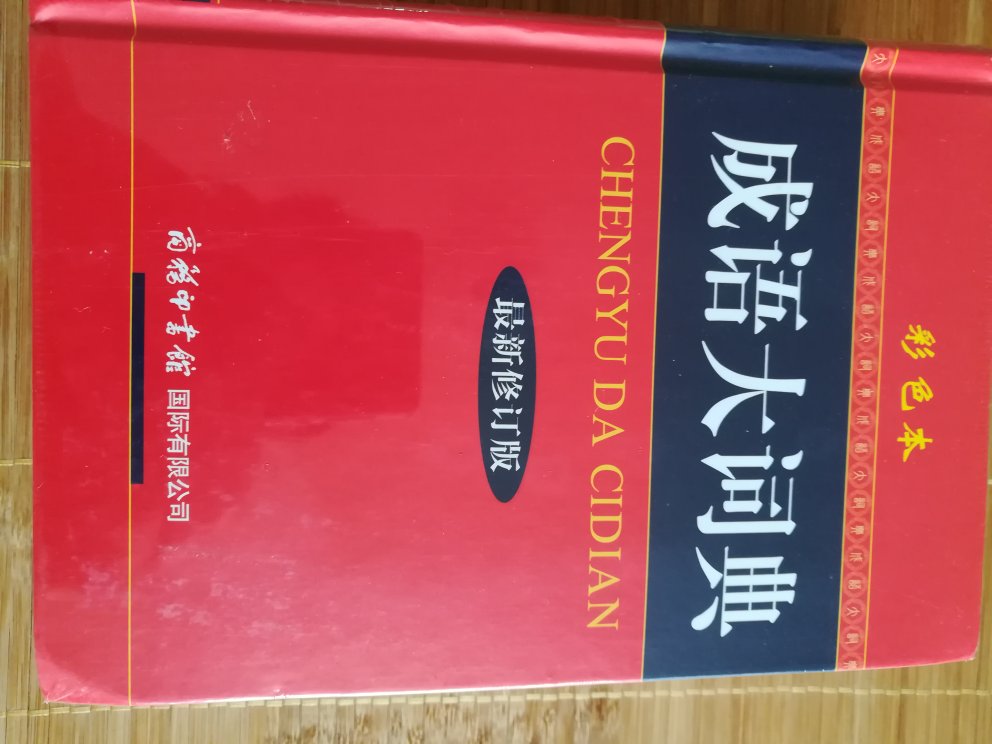 彩色本
成语大词典
CHENGYU DA CIDIAN
最新修订版
商务印书馆 国际有限公司